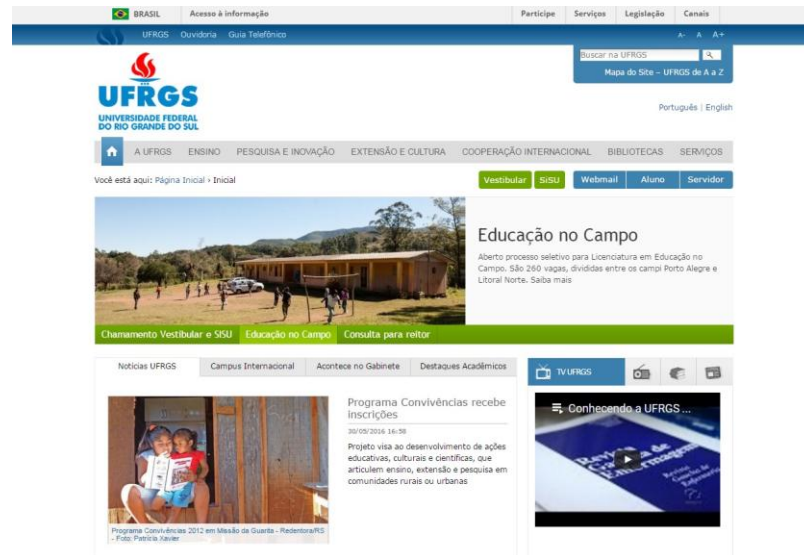 BRASIL Acesso à informação Participe Serviços Legislação Canais
UFRGS Ouvidoria Guia Telefônico A- A A+
Buscar na UFRGS
Mapa do Site – UFRGS de A a Z
UFRGS
UNIVERSIDADE FEDERAL
DO RIO GRANDE DO SUL
Português | English
A UFRGS ENSINO PESQUISA E INOVAÇÃO EXTENSÃO E CULTURA COOPERAÇÃO INTERNACIONAL BIBLIOTECAS SERVIÇOS
Você está aqui: Página Inicial › Inicial
Vestibular SiSU Webmail Aluno Servidor
Educação no Campo
Aberto processo seletivo para Licenciatura em Educação no
Campo. São 260 vagas, divididas entre os campi Porto Alegre e
Litoral Norte. Saiba mais
Chamamento Vestibular e SISU Educação no Campo Consulta para reitor
Notícias UFRGS Campus Internacional Acontece no Gabinete Destaques Acadêmicos
TV UFRGS
Programa Convivências recebe
inscrições
30/05/2016 16:58
Projeto visa ao desenvolvimento de ações
educativas, culturais e científicas, que
articulem ensino, extensão e pesquisa em
comunidades rurais ou urbanas
Programa Convivências 2012 em Missão da Guarita - Redentora/RS
- Foto: Patrícia Xavier
Conhecendo a UFRGS ...
Revista
Gaúcha de
Enfermagem